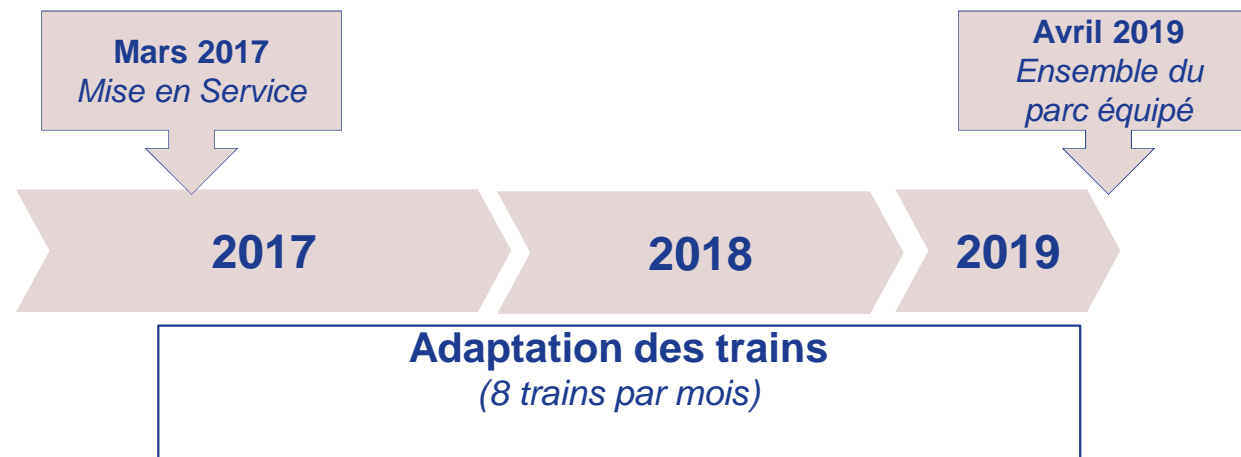 Mars 2017
Mise en Service
Avril 2019
Ensemble du
parc équipé
2017
2018
2019
Adaptation des trains
(8 trains par mois)